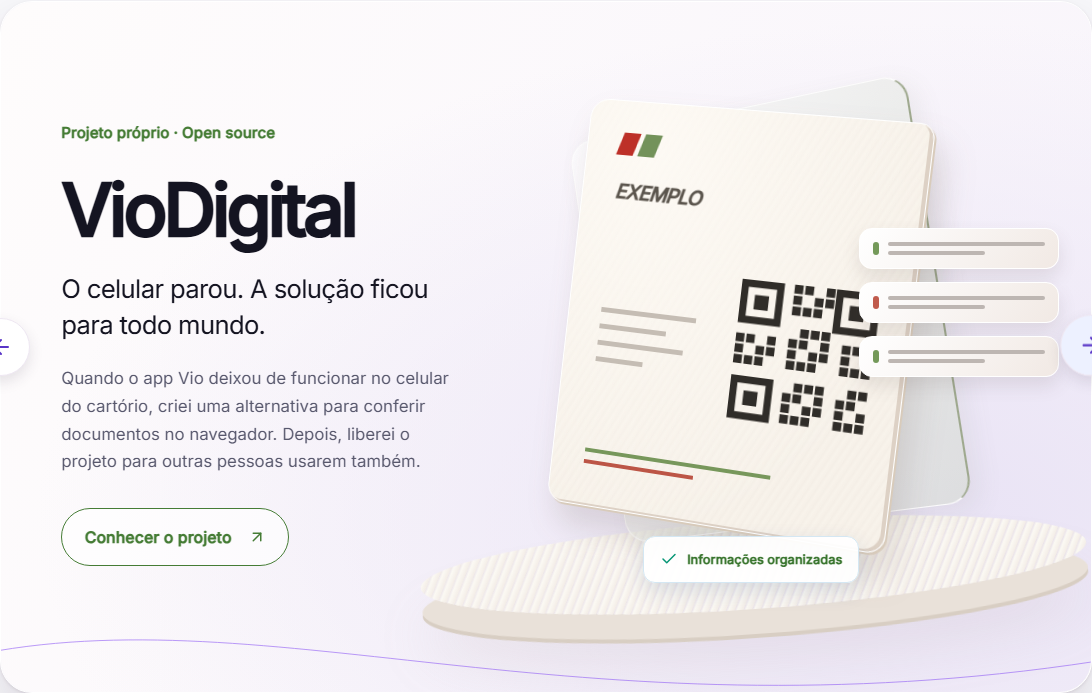 Projeto próprio · Open source
VioDigital
O celular parou. A solução ficou
para todo mundo.
Quando o app Vio deixou de funcionar no celular
do cartório, criei uma alternativa para conferir
documentos no navegador. Depois, liberei o
projeto para outras pessoas usarem também.
Conhecer o projeto
EXEMPLO
Informações organizadas